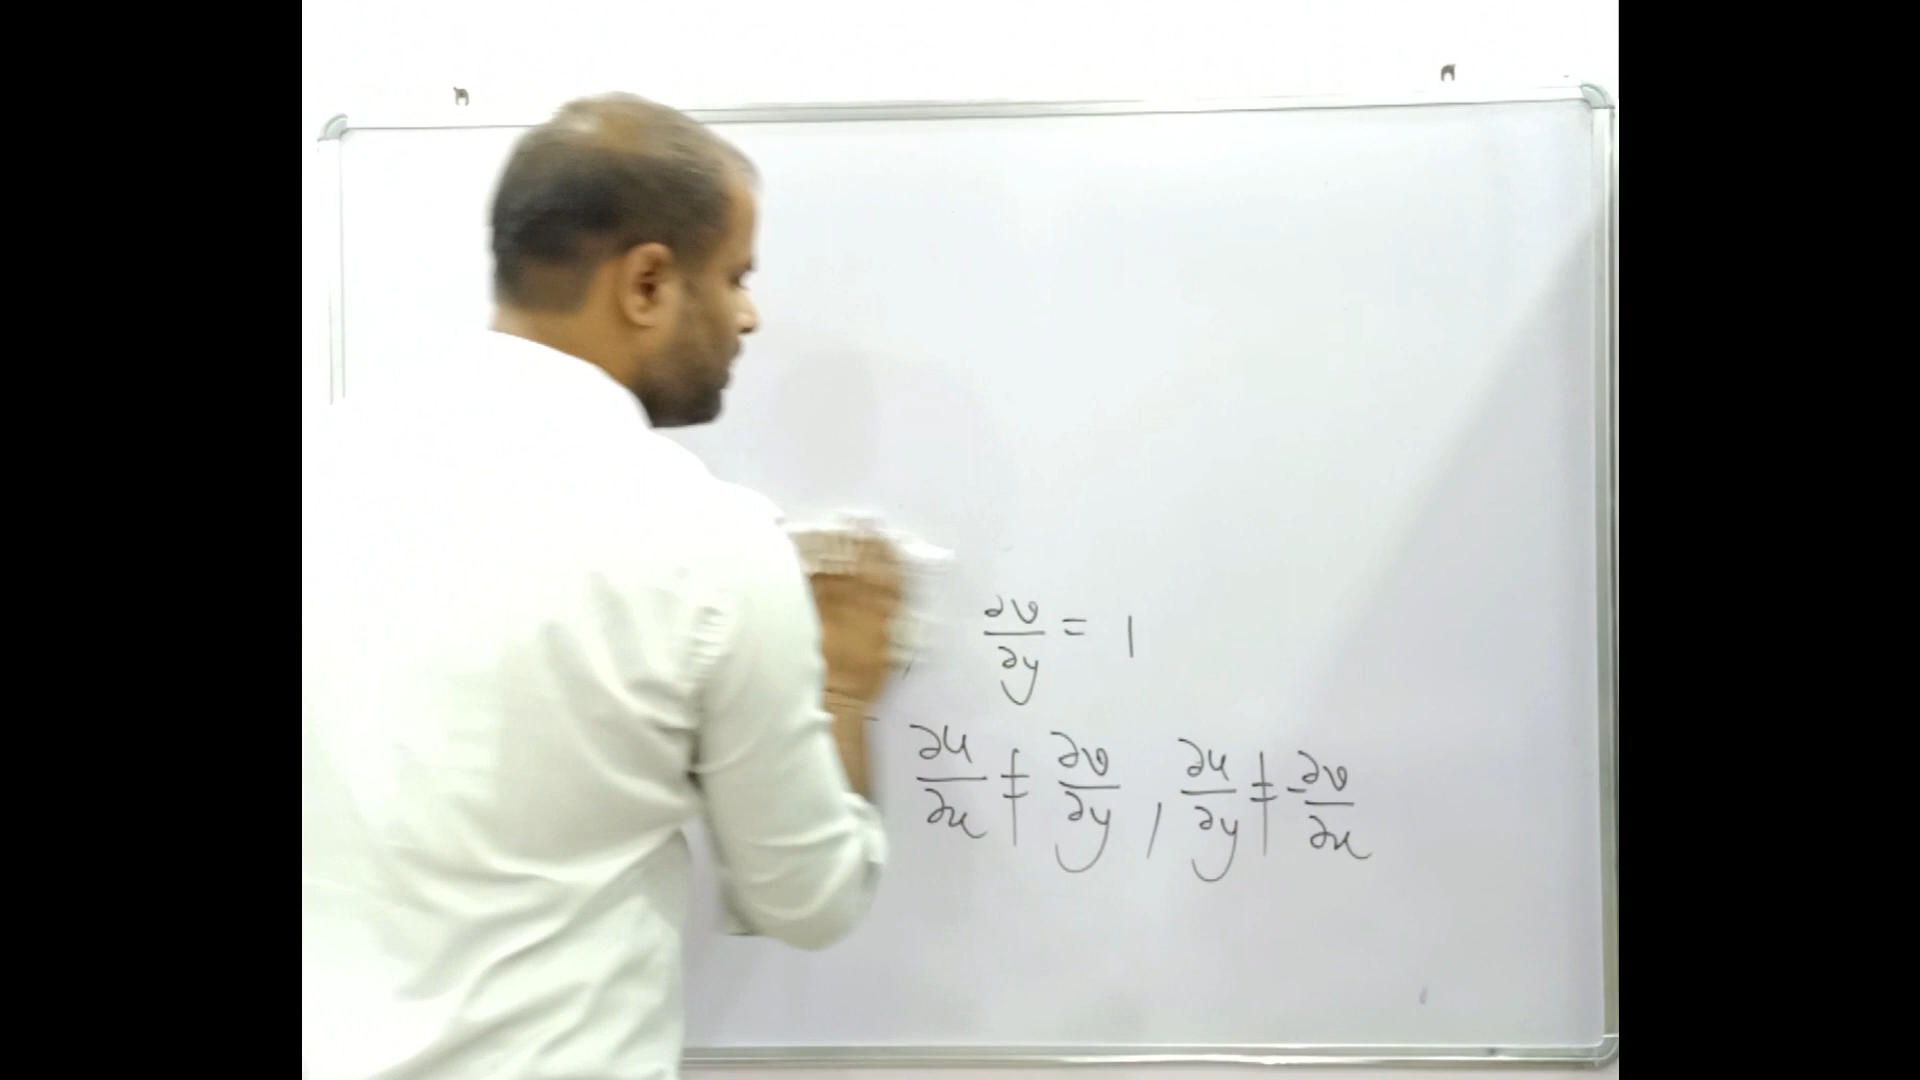 ∂v/∂y = 1
∂u/∂x ≠ ∂v/∂y , ∂u/∂y ≠ -∂v/∂x